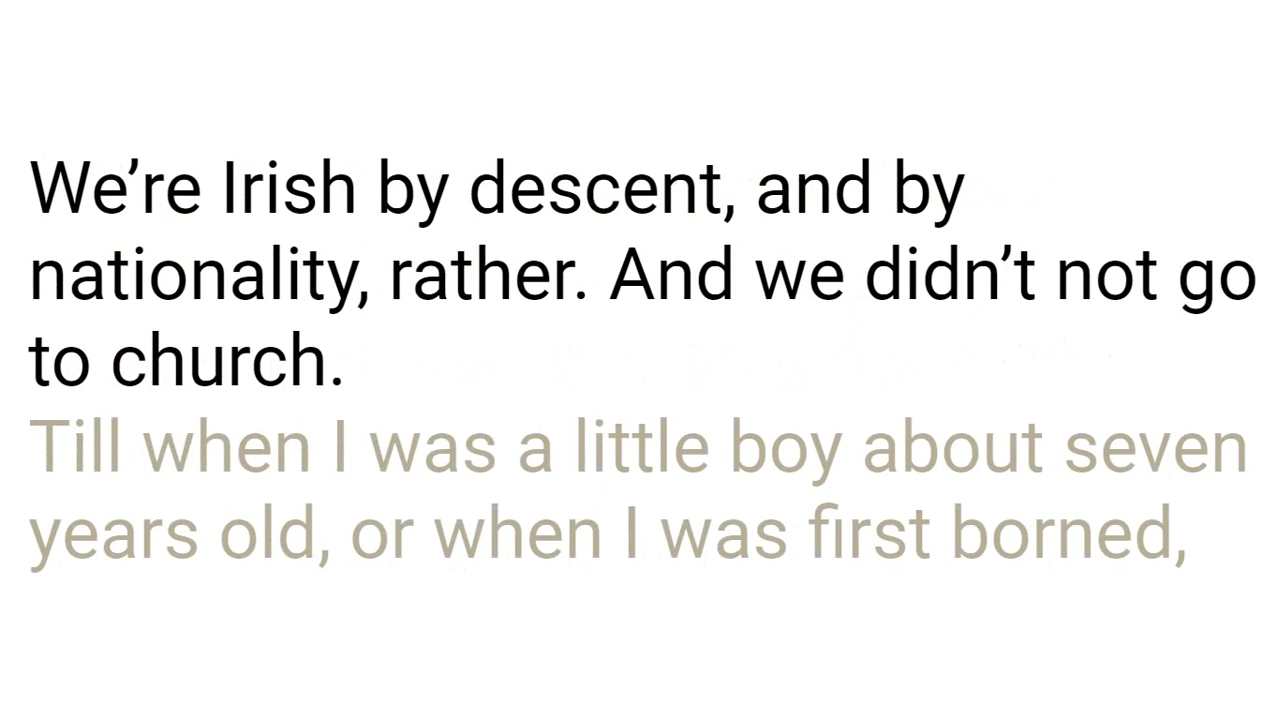 We’re Irish by descent, and by
nationality, rather. And we didn’t not go
to church.
Till when I was a little boy about seven
years old, or when I was first borned,